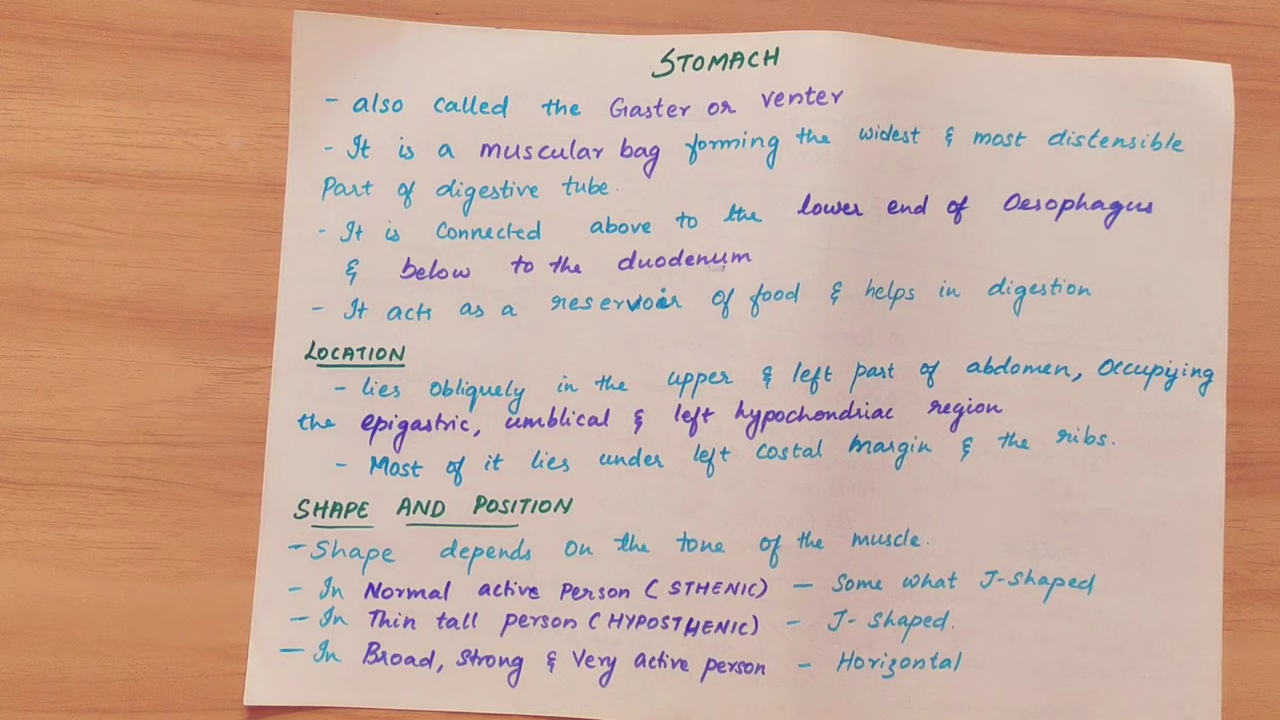 STOMACH
- also called the Gaster or venter
- It is a muscular bag forming the widest & most distensible
Part of digestive tube.
- It is connected above to the lower end of Oesophagus
& below to the duodenum
- It acts as a reservoir of food & helps in digestion
LOCATION
- lies obliquely in the upper & left part of abdomen, Occupying
the epigastric, umblical & left hypochondriac region
- Most of it lies under left costal margin & the ribs.
SHAPE AND POSITION
- Shape depends on the tone of the muscle.
- In Normal active Person (STHENIC) - Some what J-shaped
- In Thin tall person (HYPOSTHENIC) - J-shaped.
- In Broad, Strong & Very active person - Horizontal